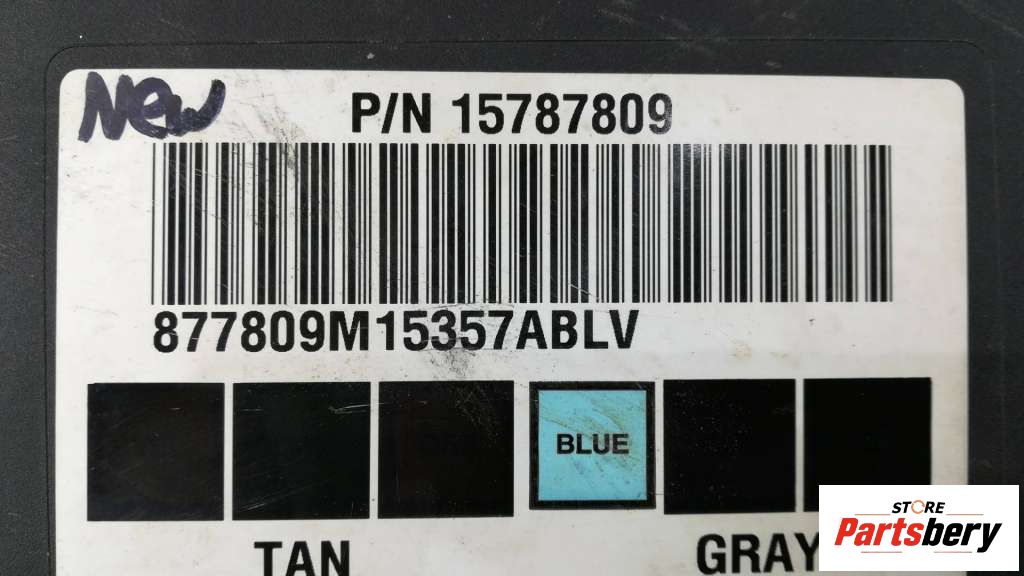 New
P/N 15787809
877809M15357ABLV
BLUE
TAN GRAY
STORE
Partsbery